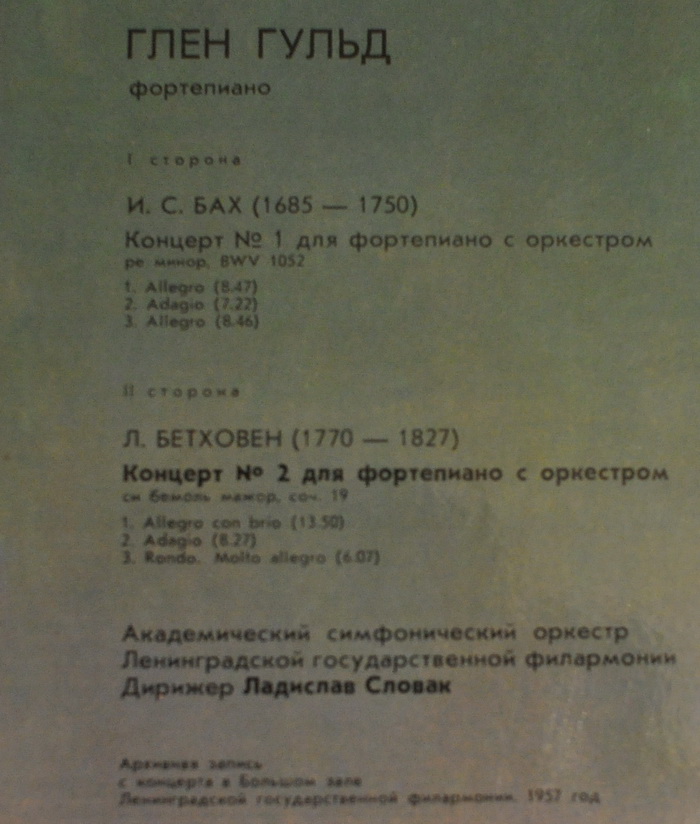 ГЛЕН ГУЛЬД
фортепиано
I сторона
И. С. БАХ (1685 — 1750)
Концерт № 1 для фортепиано с оркестром
ре минор, BWV 1052
1. Allegro (8.47)
2. Adagio (7.22)
3. Allegro (8.46)
II сторона
Л. БЕТХОВЕН (1770 — 1827)
Концерт № 2 для фортепиано с оркестром
си бемоль мажор, соч. 19
1. Allegro con brio (13.50)
2. Adagio (8.27)
3. Rondo. Molto allegro (6.07)
Академический симфонический оркестр
Ленинградской государственной филармонии
Дирижер Ладислав Словак
Архивная запись
с концерта в Большом зале
Ленинградской государственной филармонии, 1957 год